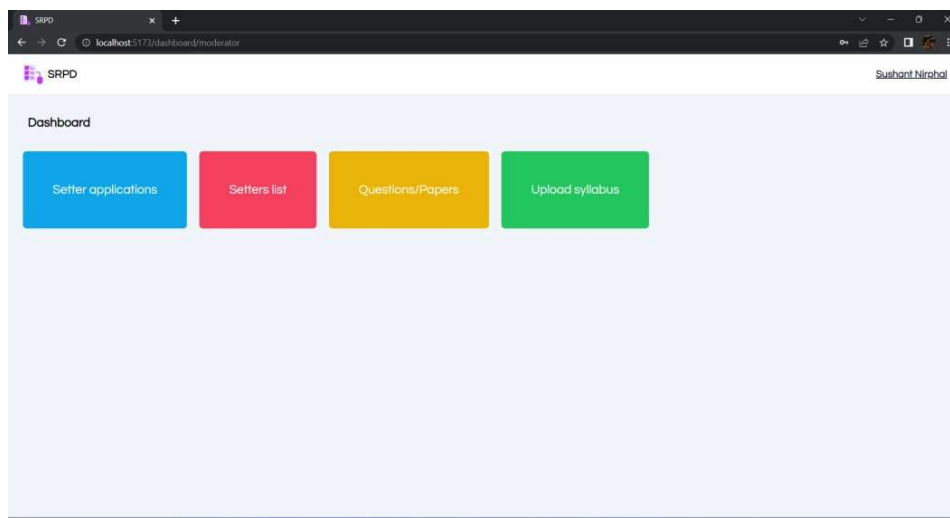 SRPD
localhost:5173/dashboard/moderator
SRPD
Sushant Nirphal
Dashboard
Setter applications
Setters list
Questions/Papers
Upload syllabus